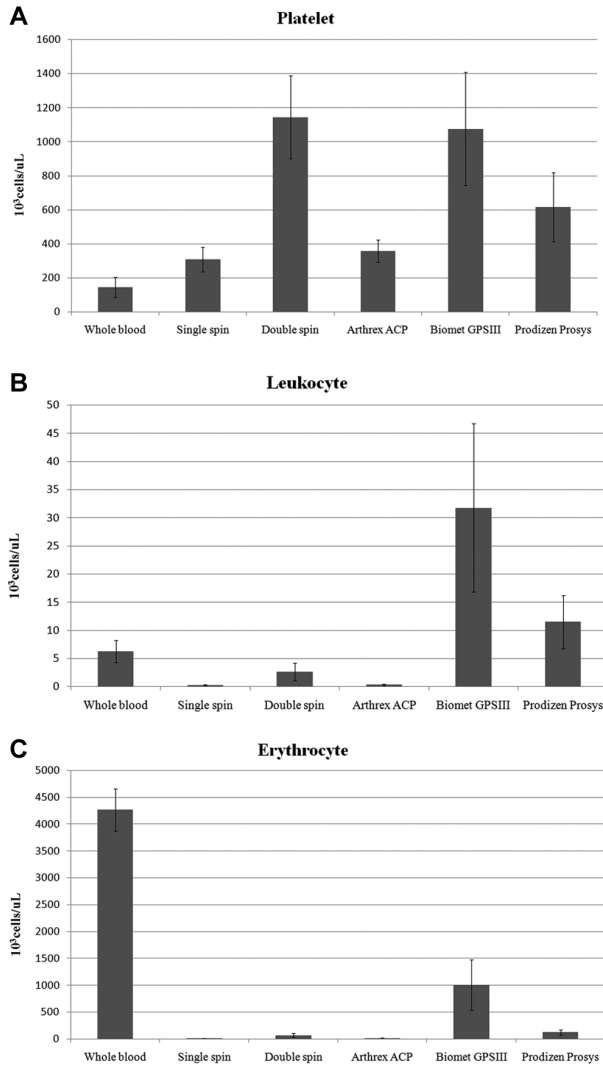 A
Platelet
1600
1400
1200
1000
800
600
400
200
0
10³cells/uL
Whole blood Single spin Double spin Arthrex ACP Biomet GPSIII Prodizen Prosys
B
Leukocyte
50
45
40
35
30
25
20
15
10
5
0
10³cells/uL
Whole blood Single spin Double spin Arthrex ACP Biomet GPSIII Prodizen Prosys
C
Erythrocyte
5000
4500
4000
3500
3000
2500
2000
1500
1000
500
0
10³cells/uL
Whole blood Single spin Double spin Arthrex ACP Biomet GPSIII Prodizen Prosys